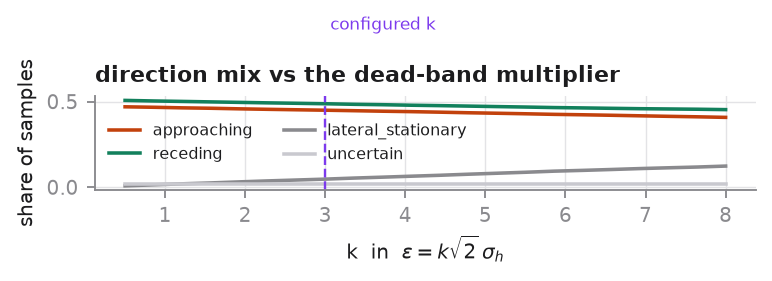 configured k
direction mix vs the dead-band multiplier
share of samples
0.5
0.0
approaching
receding
lateral_stationary
uncertain
1 2 3 4 5 6 7 8
k in ε = k√2 σₕ